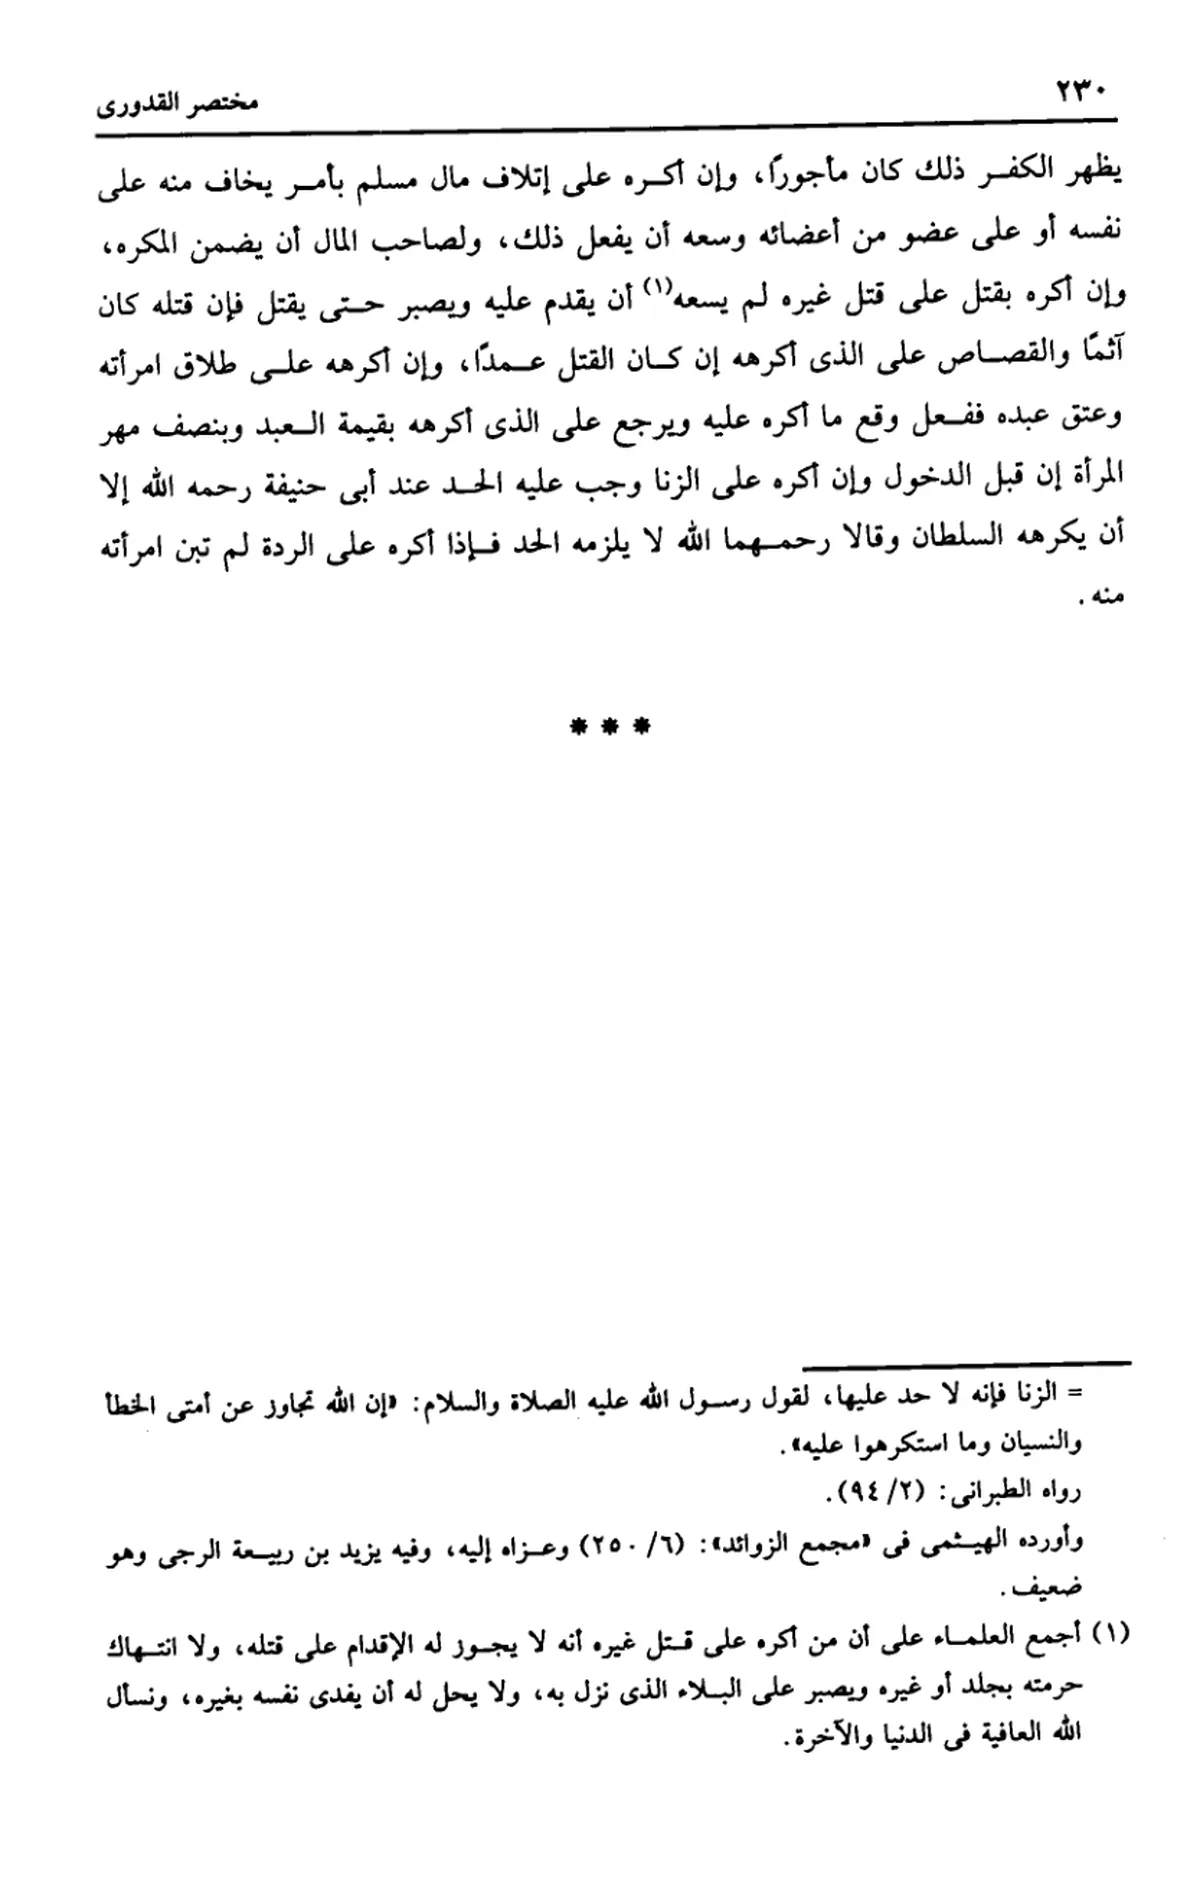 ٢٣٠
مختصر القدورى
يظهر الكفر ذلك كان مأجورًا، وإن أكره على إتلاف مال مسلم بأمر يخاف منه على
نفسه أو على عضو من أعضائه وسعه أن يفعل ذلك، ولصاحب المال أن يضمن المكره،
وإن أكره بقتل على قتل غيره لم يسعه(١) أن يقدم عليه ويصبر حتى يقتل فإن قتله كان
آثمًا والقصاص على الذى أكرهه إن كان القتل عمدًا، وإن أكرهه على طلاق امرأته
وعتق عبده ففعل وقع ما أكره عليه ويرجع على الذى أكرهه بقيمة العبد وبنصف مهر
المرأة إن قبل الدخول وإن أكره على الزنا وجب عليه الحد عند أبى حنيفة رحمه الله إلا
أن يكرهه السلطان وقالا رحمهما الله لا يلزمه الحد فإذا أكره على الردة لم تبن امرأته
منه.
* * *
= الزنا فإنه لا حد عليها، لقول رسول الله عليه الصلاة والسلام: «إن الله تجاوز عن أمتى الخطأ
والنسيان وما استكرهوا عليه».
رواه الطبرانى: (٢/ ٩٤).
وأورده الهيثمى فى «مجمع الزوائد»: (٦/ ٢٥٠) وعزاه إليه، وفيه يزيد بن ربيعة الرجى وهو
ضعيف.
(١) أجمع العلماء على أن من أكره على قتل غيره أنه لا يجوز له الإقدام على قتله، ولا انتهاك
حرمته بجلد أو غيره ويصبر على البلاء الذى نزل به، ولا يحل له أن يفدى نفسه بغيره، ونسأل
الله العافية فى الدنيا والآخرة.